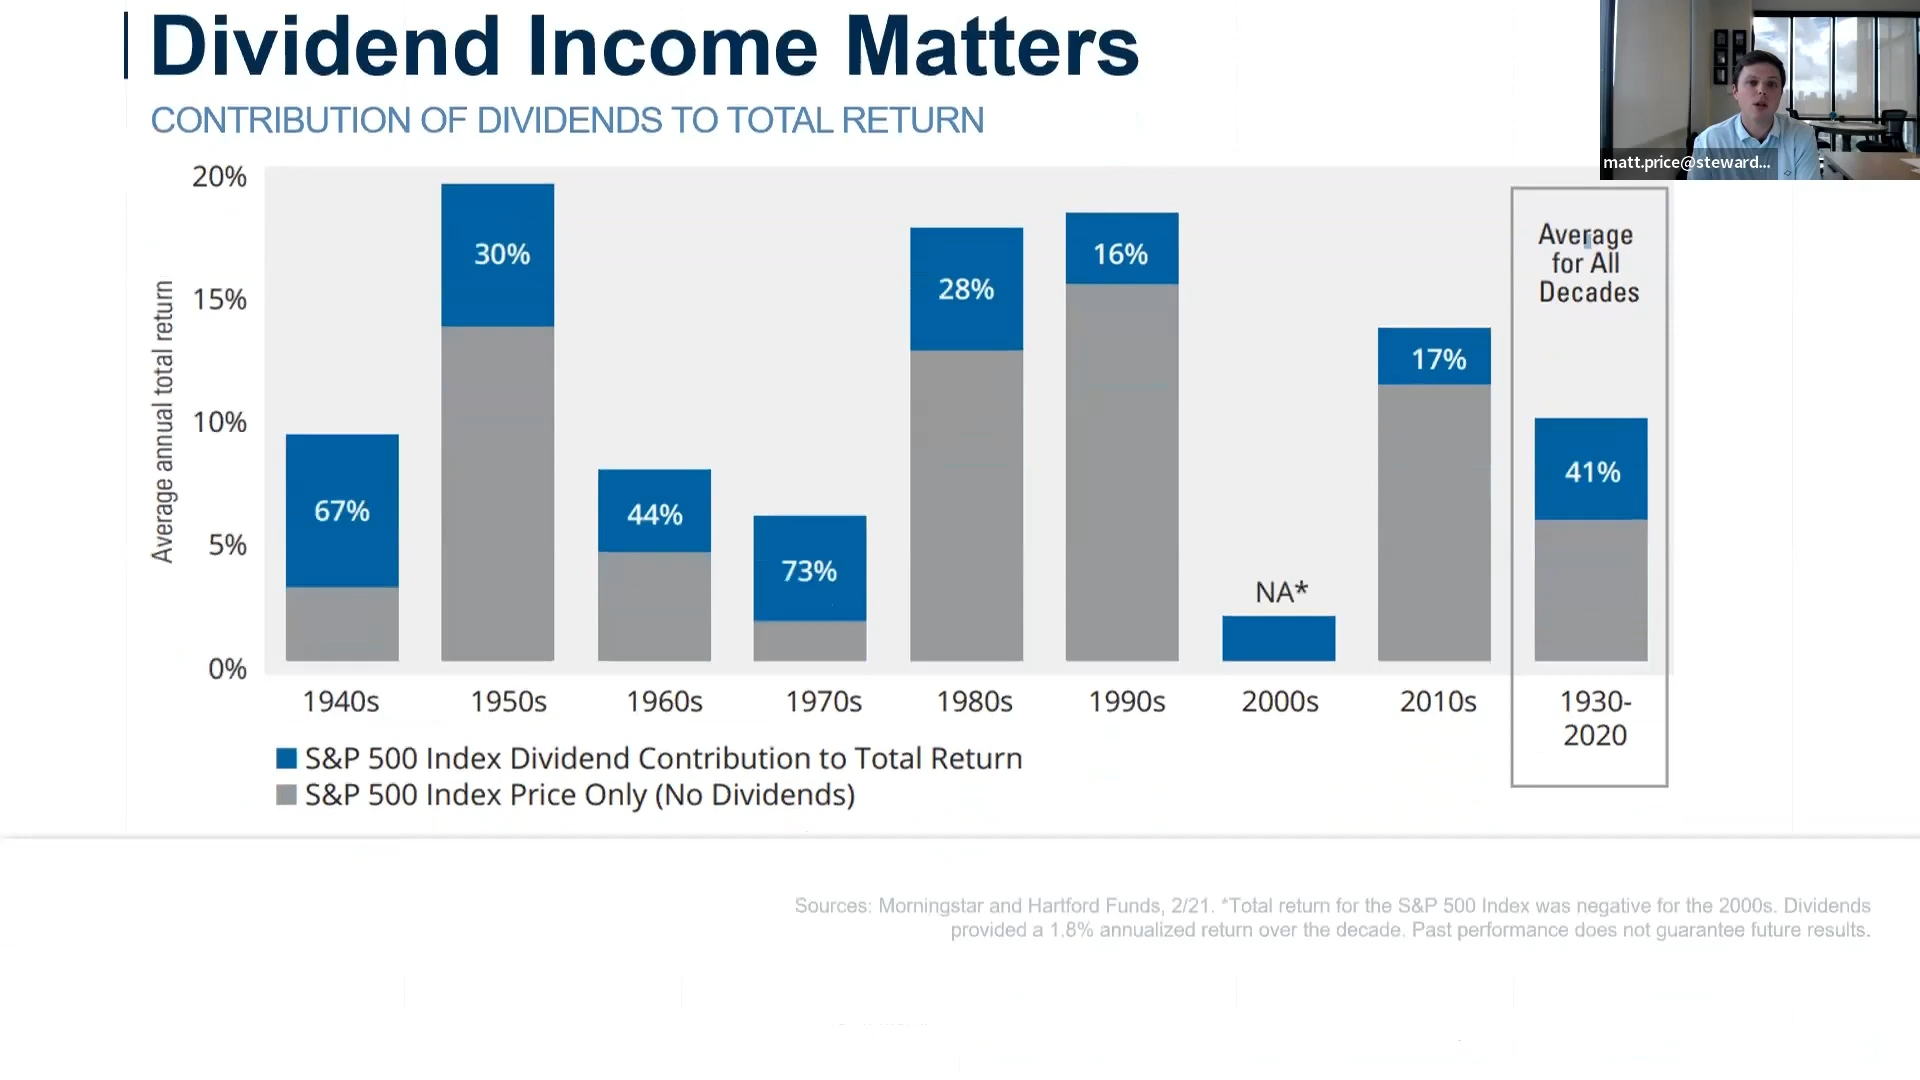 Dividend Income Matters
CONTRIBUTION OF DIVIDENDS TO TOTAL RETURN
matt.price@steward...
Average annual total return
20%
15%
10%
5%
0%
67%
30%
44%
73%
28%
16%
NA*
17%
41%
Average
for All
Decades
1940s
1950s
1960s
1970s
1980s
1990s
2000s
2010s
1930-
2020
S&P 500 Index Dividend Contribution to Total Return
S&P 500 Index Price Only (No Dividends)
Sources: Morningstar and Hartford Funds, 2/21. *Total return for the S&P 500 Index was negative for the 2000s. Dividends
provided a 1.8% annualized return over the decade. Past performance does not guarantee future results.